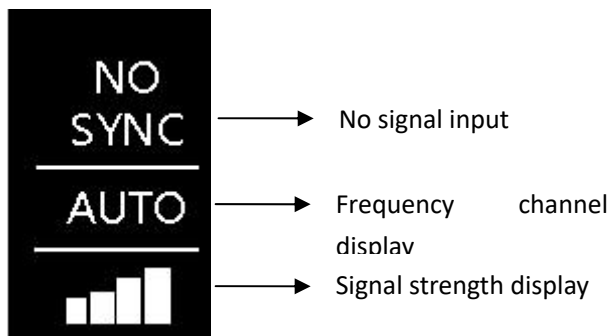 NO
SYNC
No signal input
AUTO
Frequency channel
display
Signal strength display